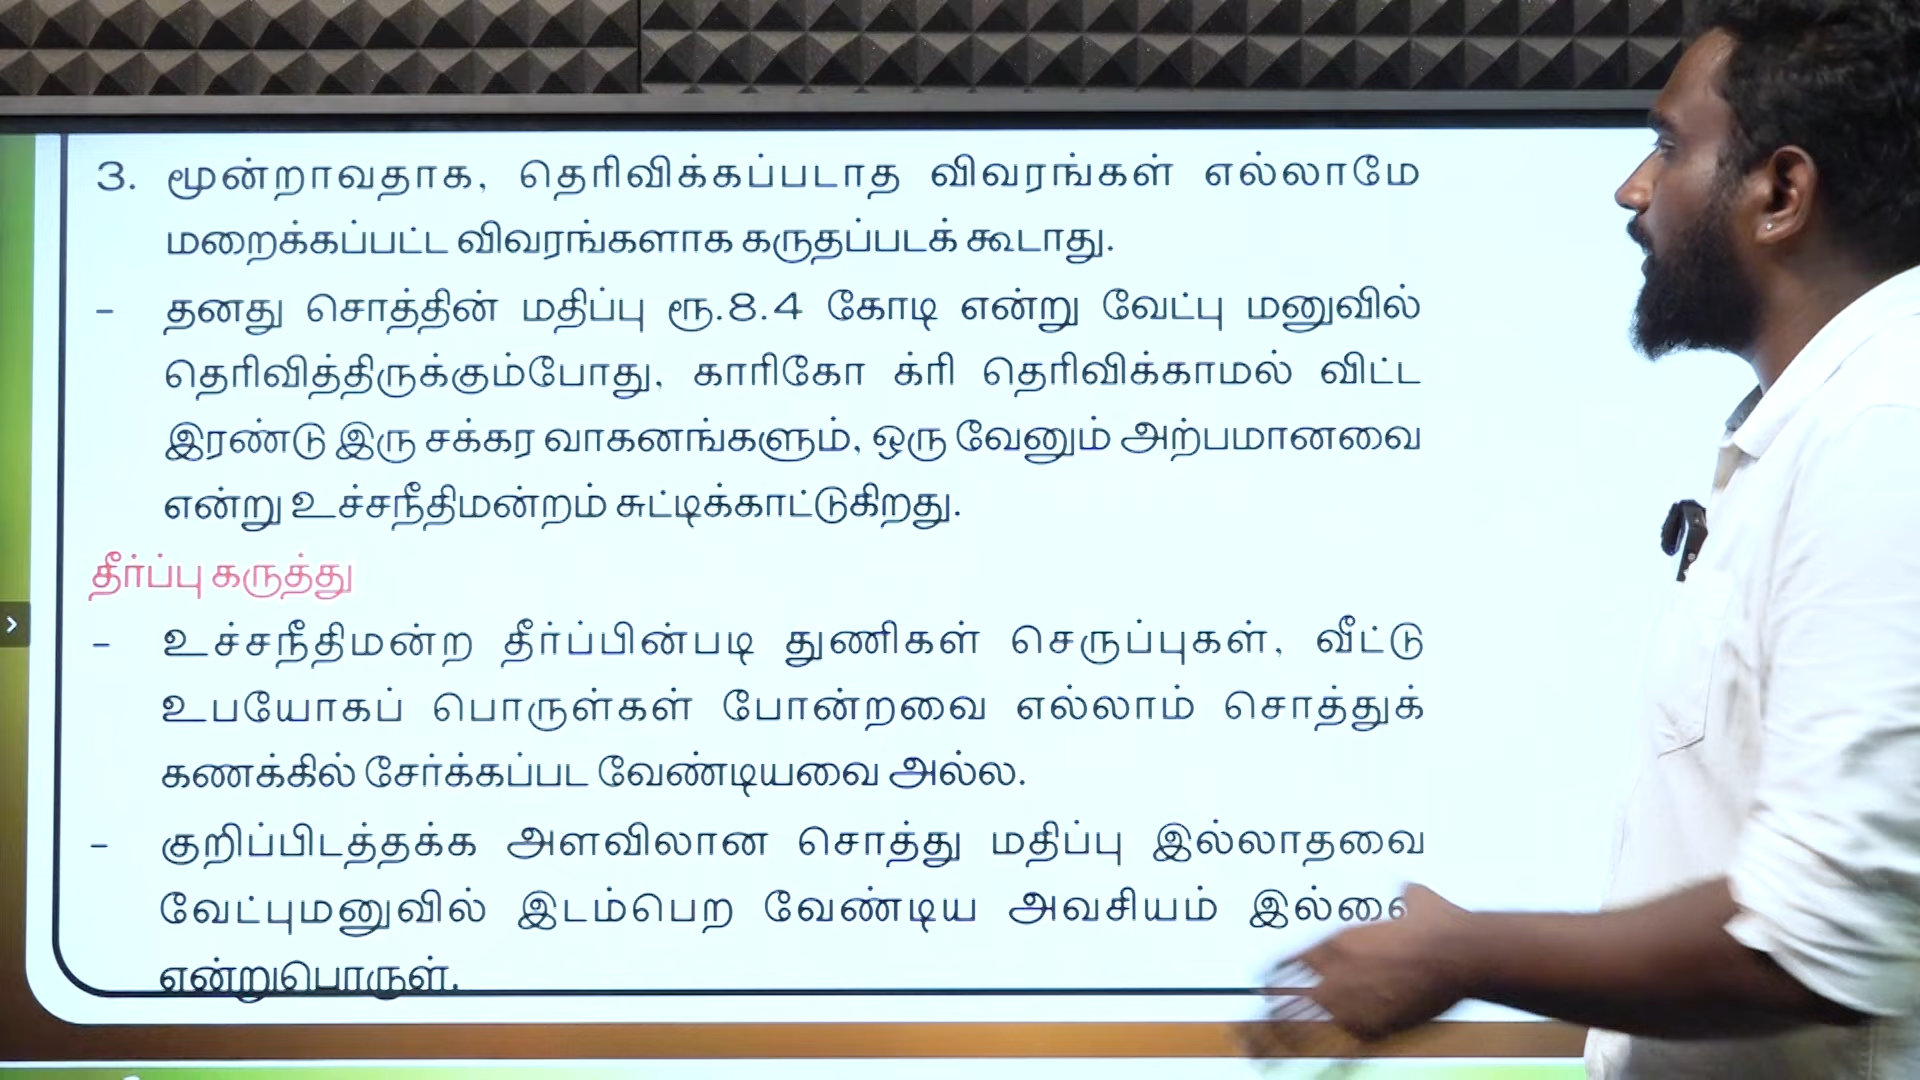 3. மூன்றாவதாக, தெரிவிக்கப்படாத விவரங்கள் எல்லாமே
மறைக்கப்பட்ட விவரங்களாக கருதப்படக் கூடாது.
- தனது சொத்தின் மதிப்பு ரூ.8.4 கோடி என்று வேட்பு மனுவில்
தெரிவித்திருக்கும்போது, காரிகோ க்ரி தெரிவிக்காமல் விட்ட
இரண்டு இரு சக்கர வாகனங்களும், ஒரு வேனும் அற்பமானவை
என்று உச்சநீதிமன்றம் சுட்டிக்காட்டுகிறது.
தீர்ப்பு கருத்து
- உச்சநீதிமன்ற தீர்ப்பின்படி துணிகள் செருப்புகள், வீட்டு
உபயோகப் பொருள்கள் போன்றவை எல்லாம் சொத்துக்
கணக்கில் சேர்க்கப்பட வேண்டியவை அல்ல.
- குறிப்பிடத்தக்க அளவிலான சொத்து மதிப்பு இல்லாதவை
வேட்புமனுவில் இடம்பெற வேண்டிய அவசியம் இல்லை
என்றுபொருள்.